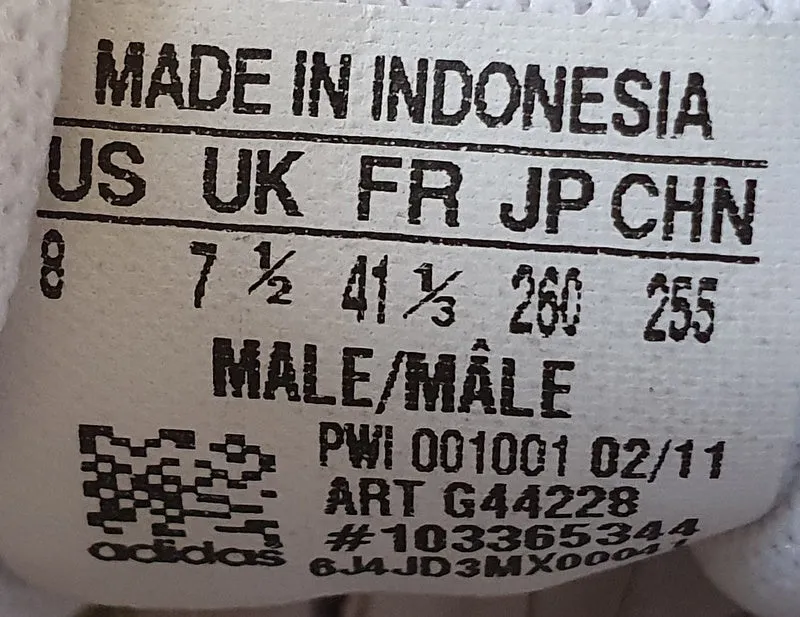 MADE IN INDONESIA
US UK FR JP CHN
8 7 ½ 41 ⅓ 260 255
MALE/MÂLE
PWI 001001 02/11
ART G44228
#103365344
adidas